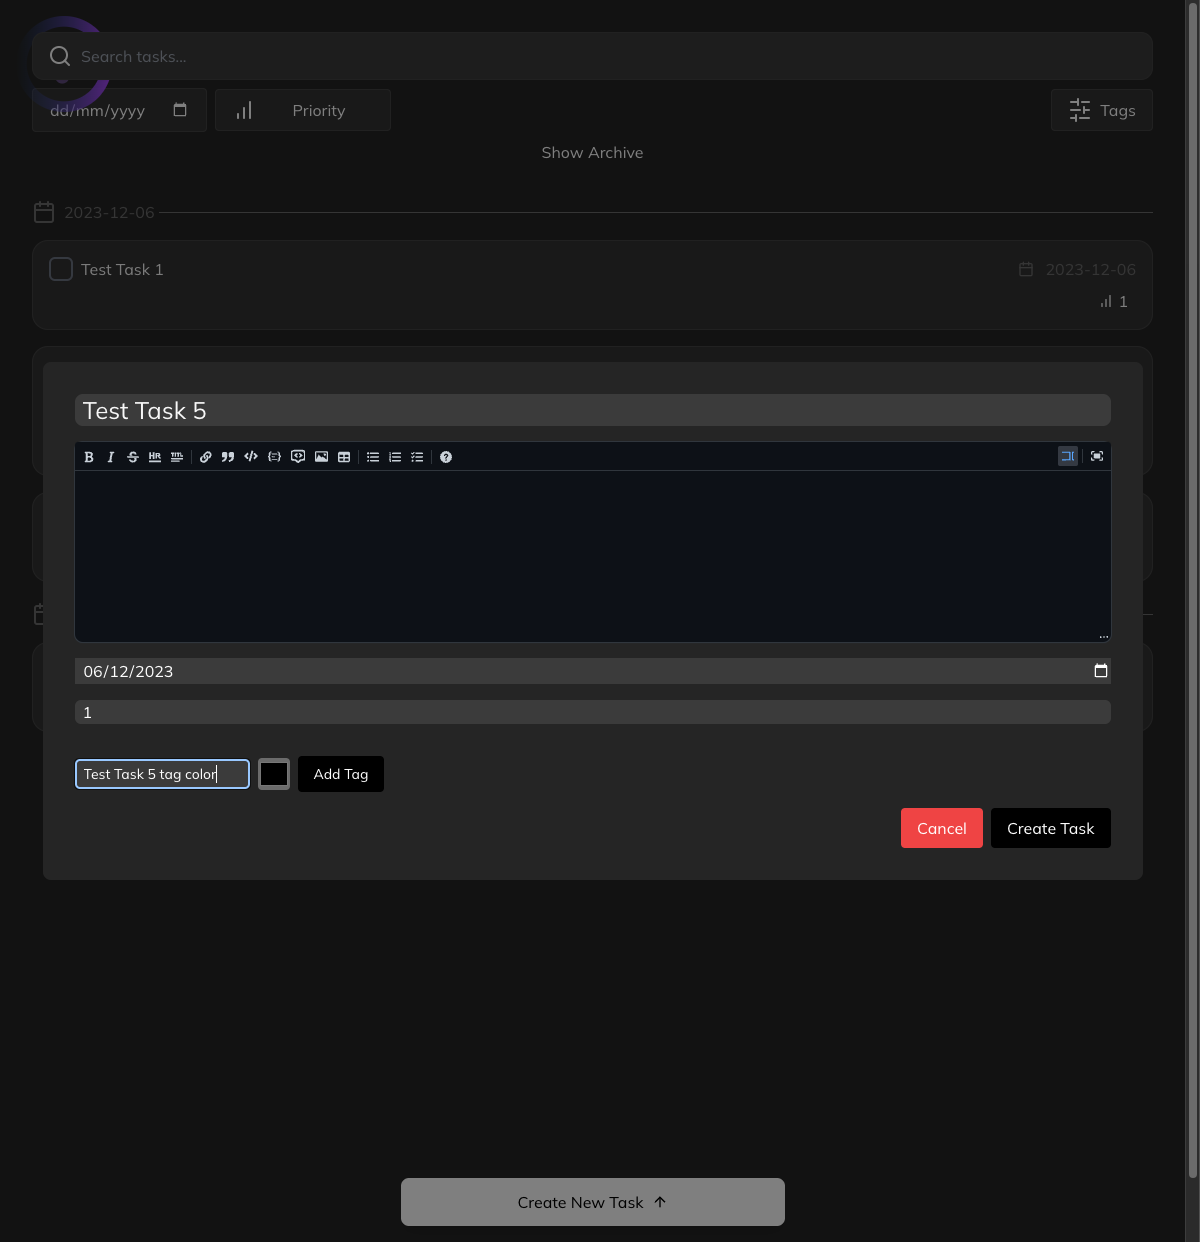 Search tasks...
dd/mm/yyyy
Priority
Tags
Show Archive
2023-12-06
Test Task 1
2023-12-06
1
Test Task 5
B I S HR
06/12/2023
1
Test Task 5 tag color
Add Tag
Cancel
Create Task
Create New Task